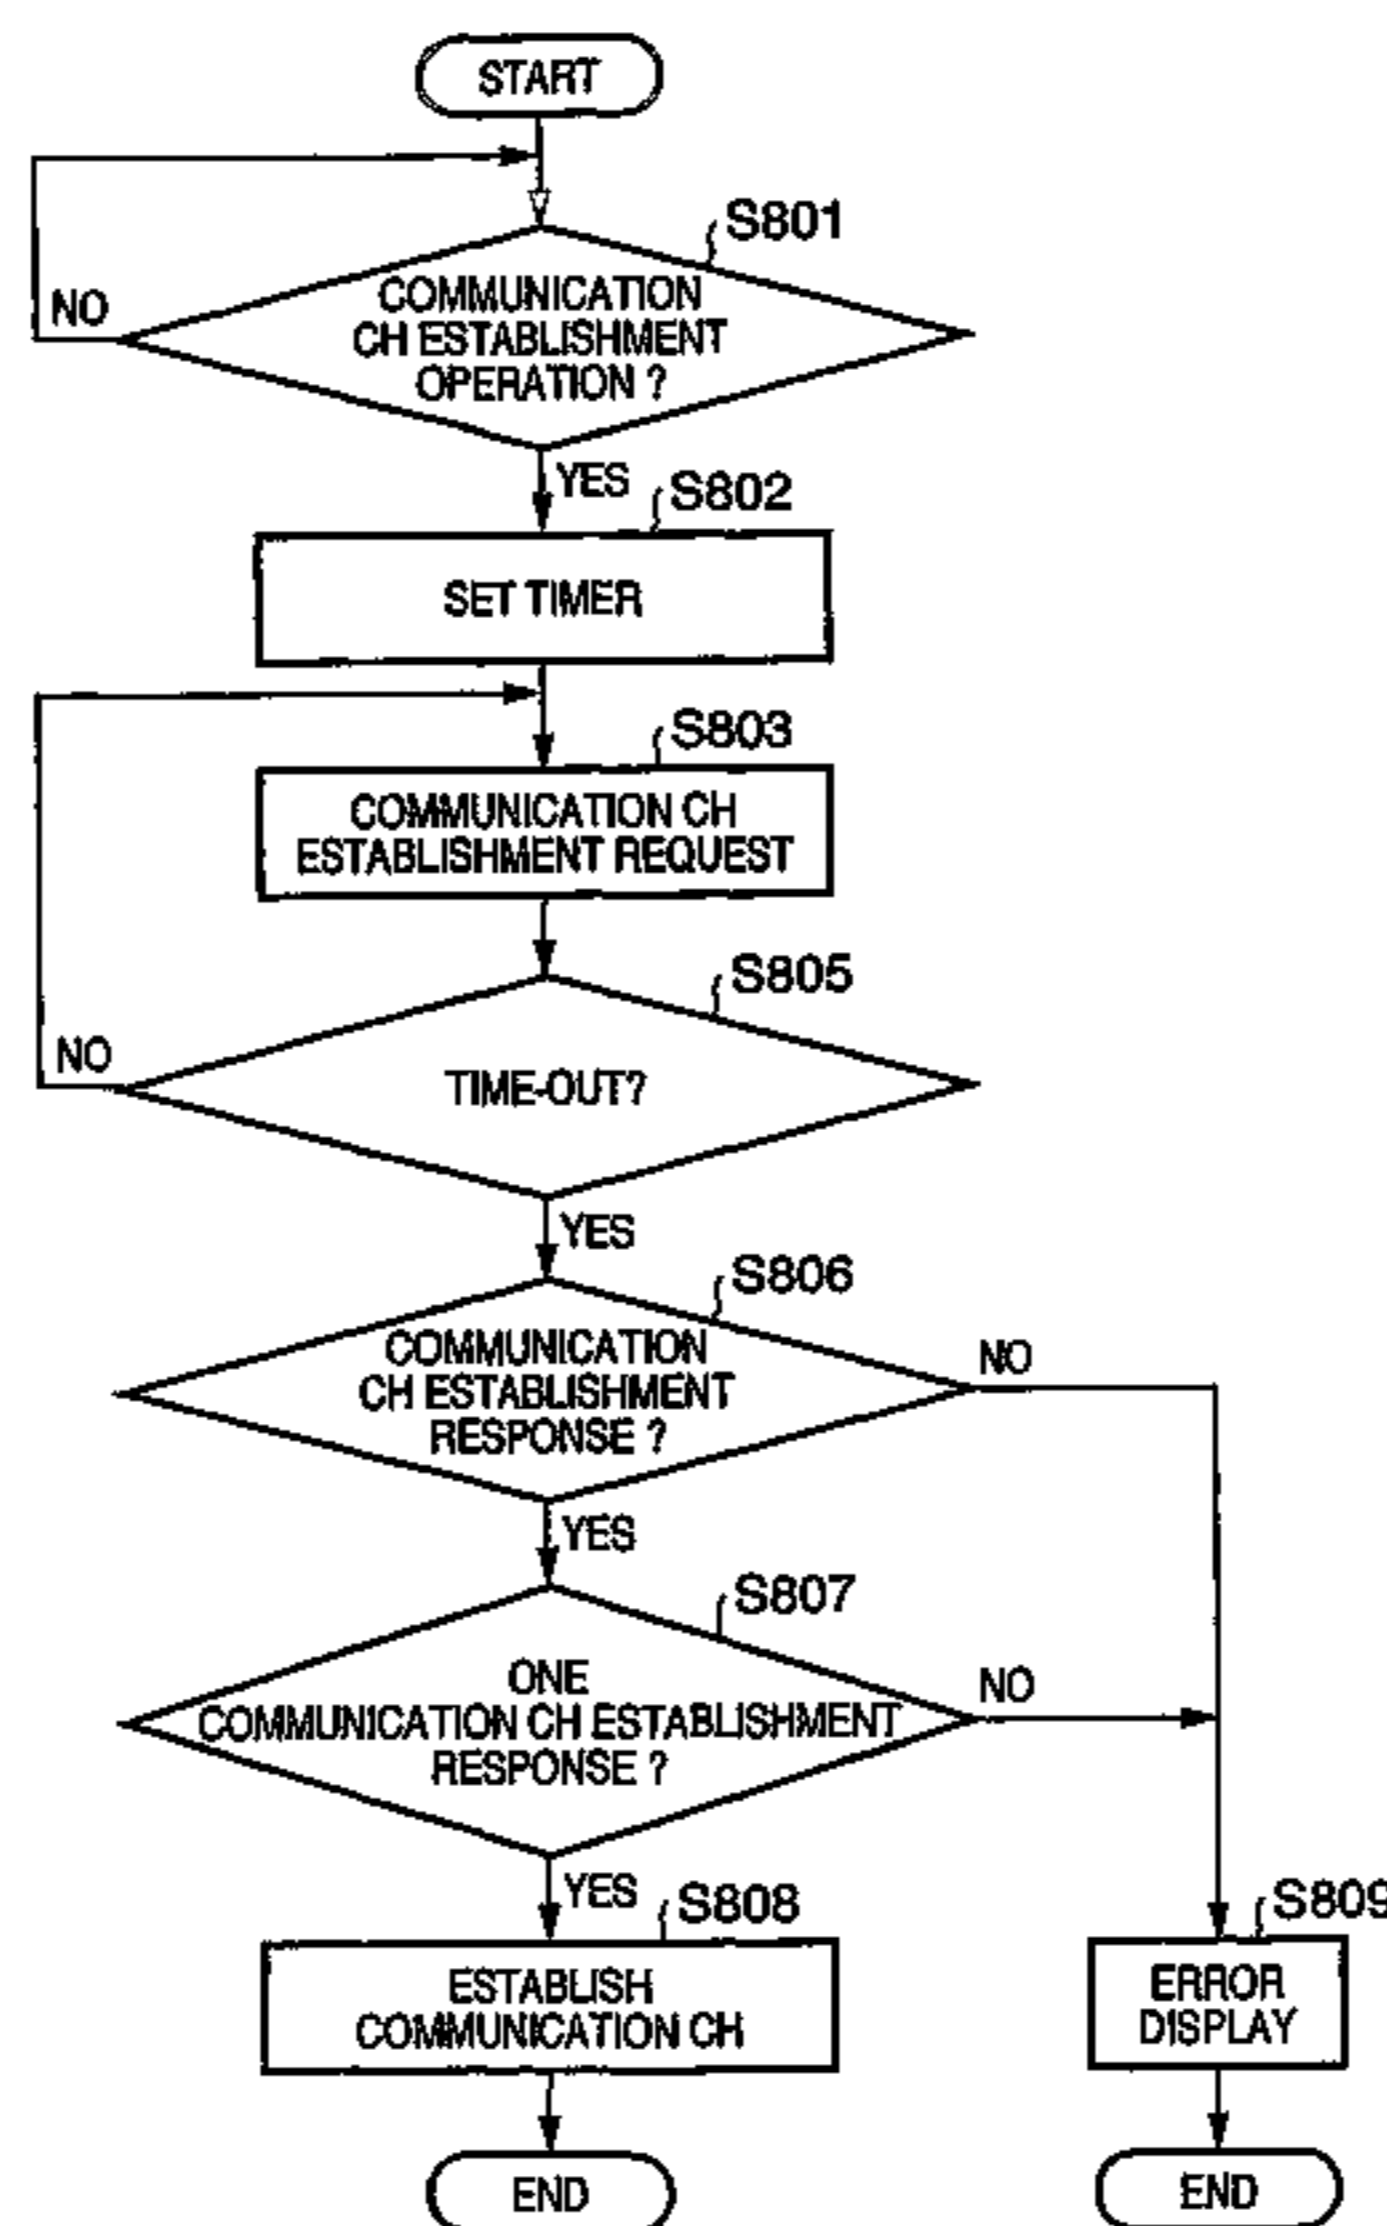 START
S801
COMMUNICATION
CH ESTABLISHMENT
OPERATION ?
NO
YES
S802
SET TIMER
S803
COMMUNICATION CH
ESTABLISHMENT REQUEST
S805
TIME-OUT?
NO
YES
S806
COMMUNICATION
CH ESTABLISHMENT
RESPONSE ?
NO
YES
S807
ONE
COMMUNICATION CH ESTABLISHMENT
RESPONSE ?
NO
YES
S808
ESTABLISH
COMMUNICATION CH
S809
ERROR
DISPLAY
END
END